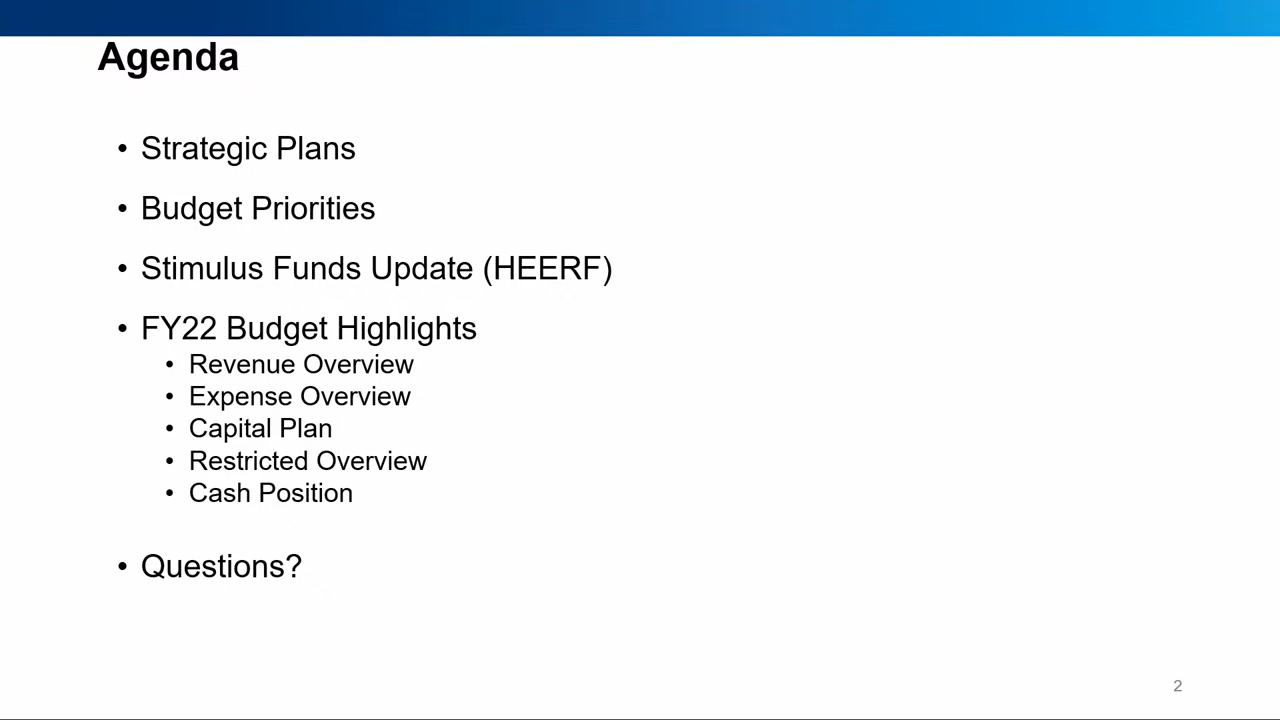 Agenda
• Strategic Plans
• Budget Priorities
• Stimulus Funds Update (HEERF)
• FY22 Budget Highlights
• Revenue Overview
• Expense Overview
• Capital Plan
• Restricted Overview
• Cash Position
• Questions?
2